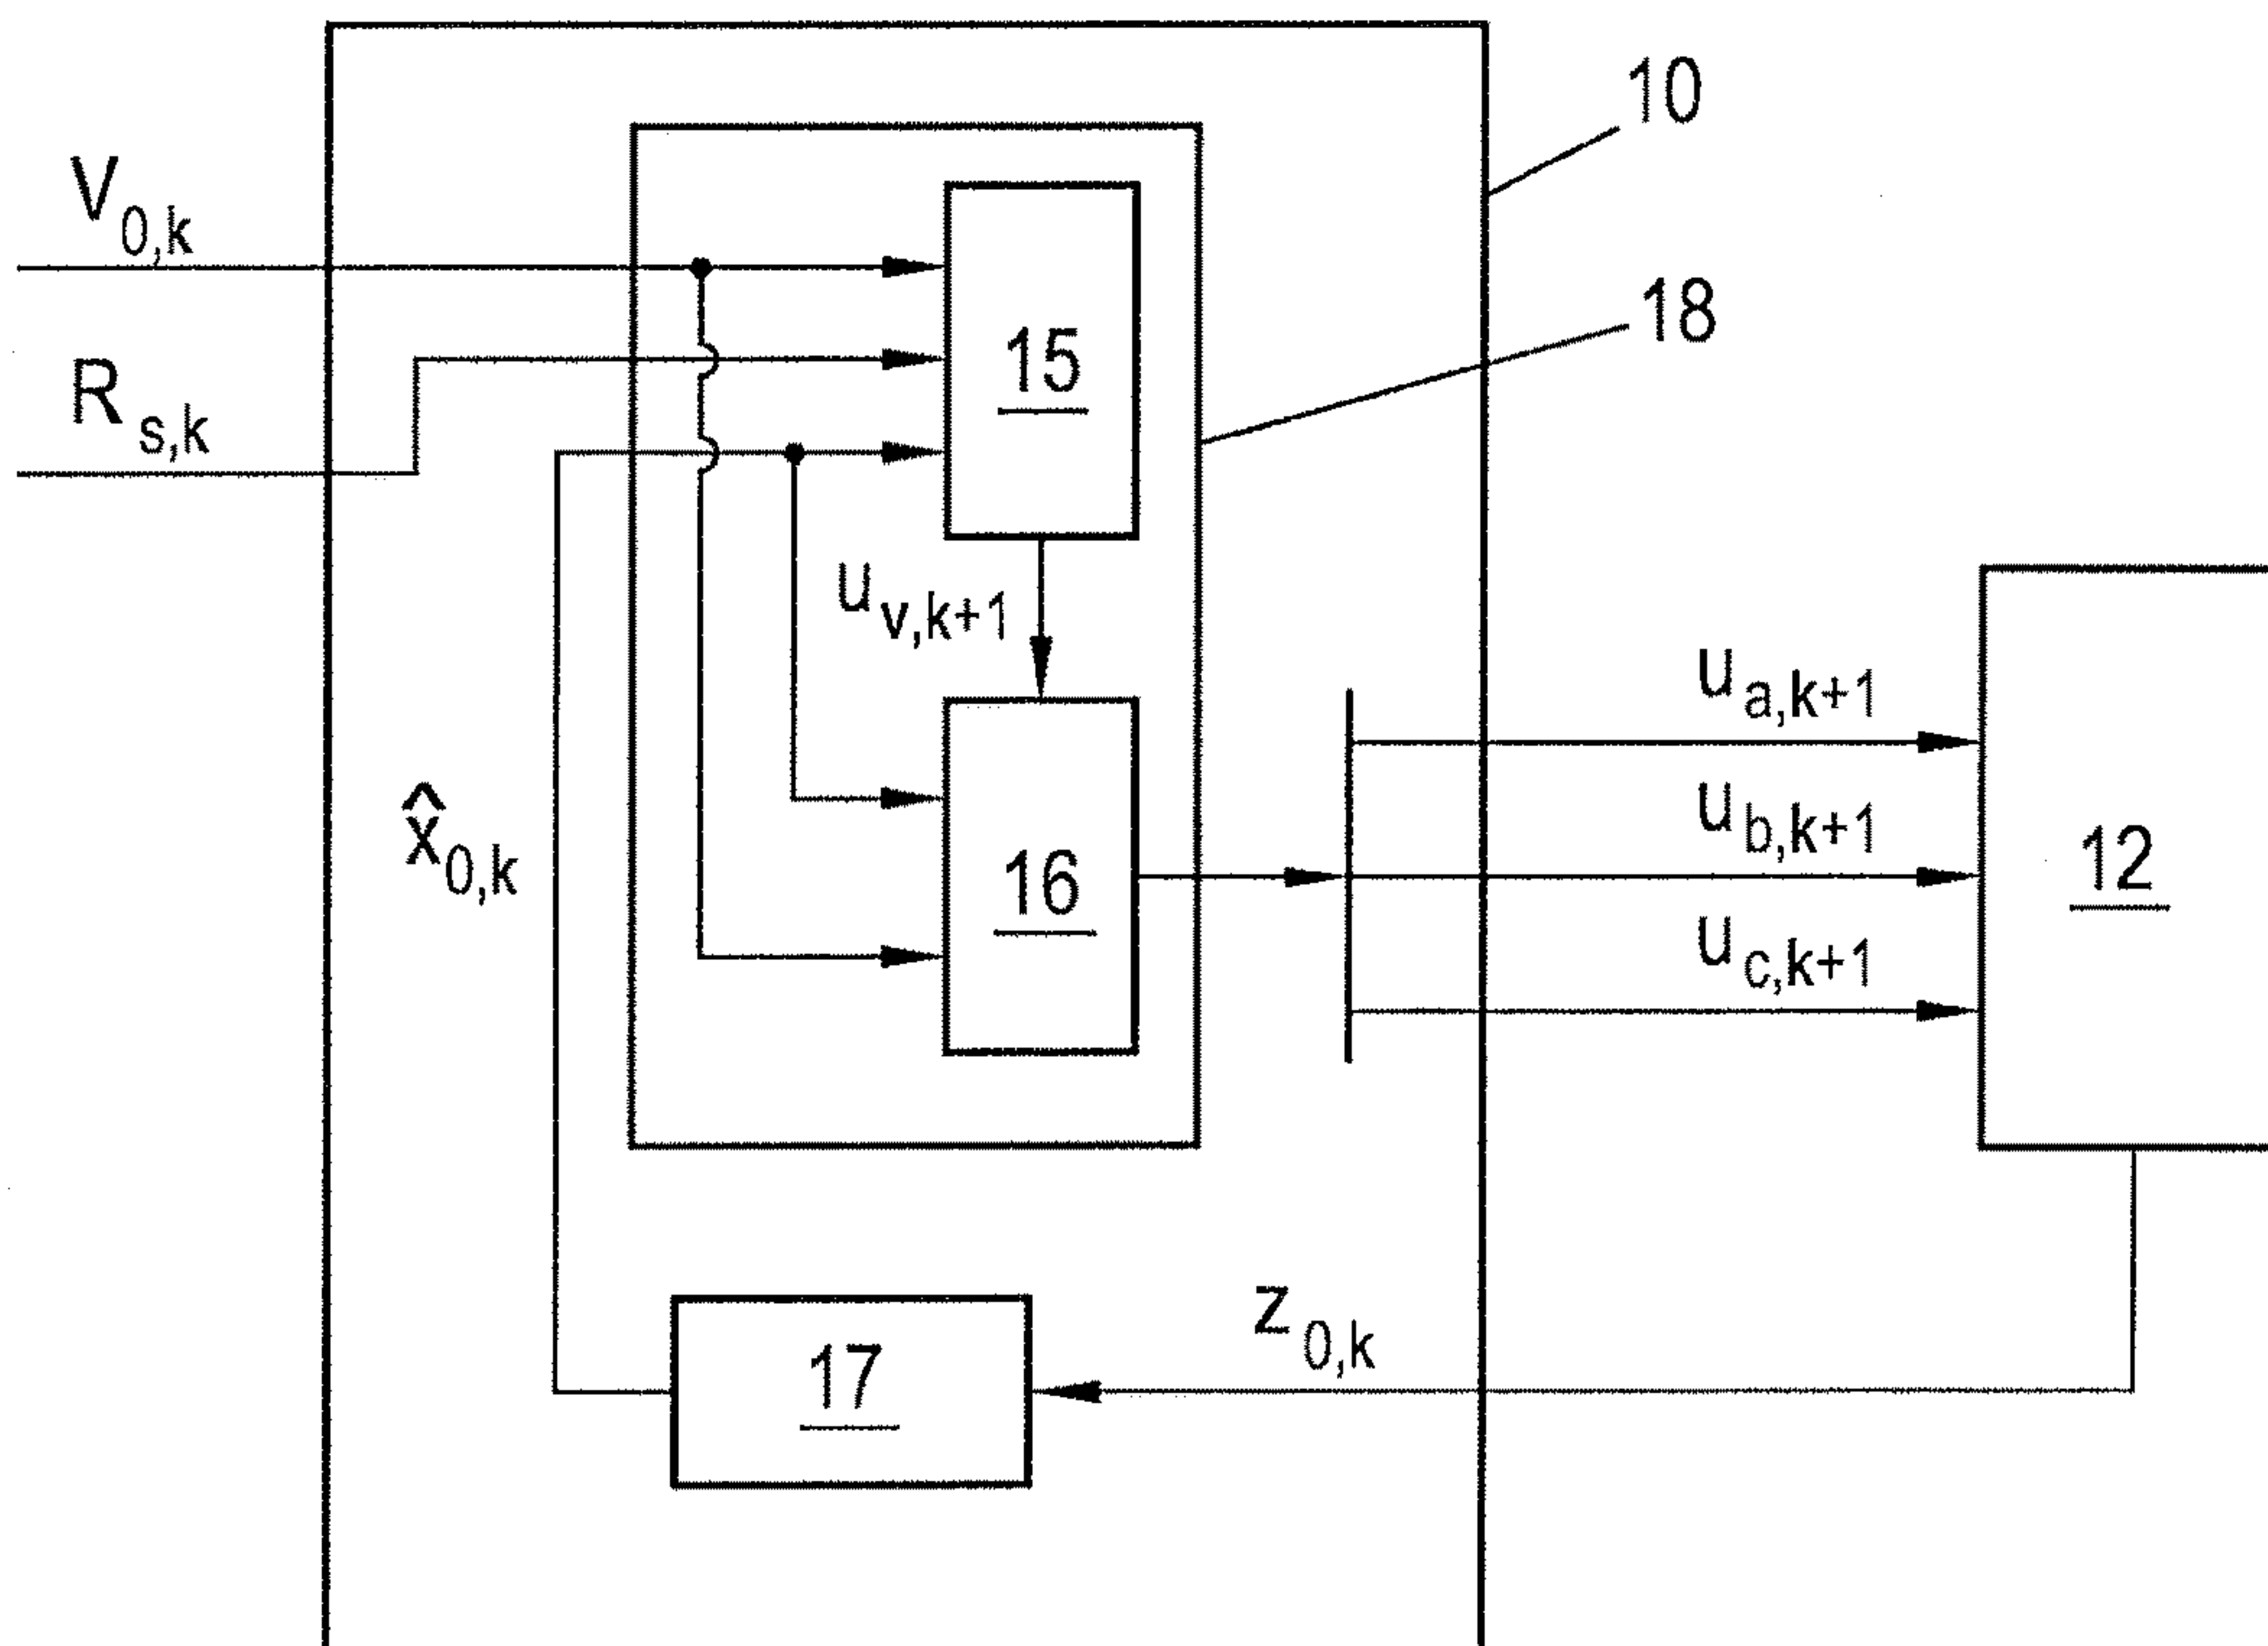 10
V0,k
18
15
Rs,k
uv,k+1
ua,k+1
x̂0,k
ub,k+1
16
12
uc,k+1
z0,k
17